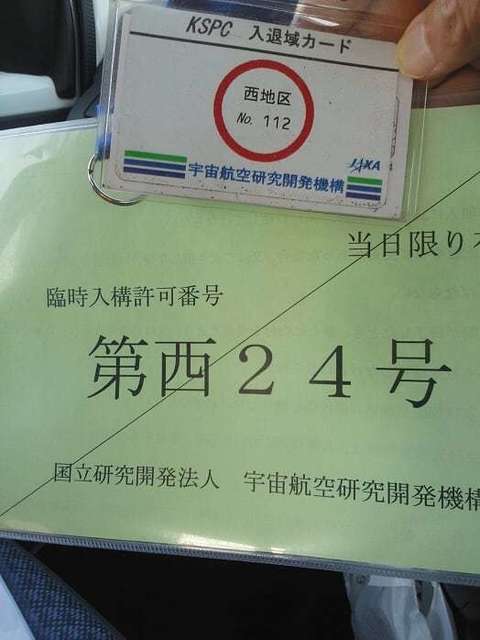 KSPC 入退域カード
西地区
No. 112
宇宙航空研究開発機構 JAXA
当日限り
臨時入構許可番号
第西24号
国立研究開発法人 宇宙航空研究開発機構